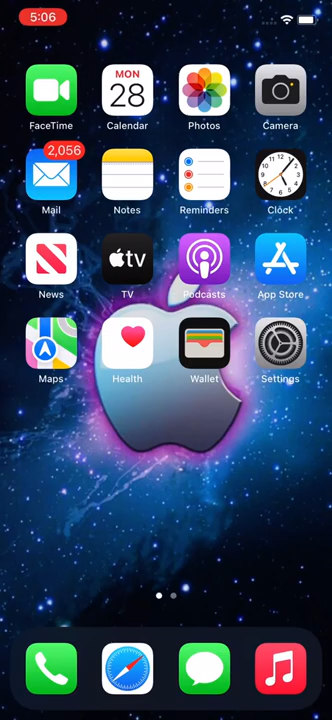 5:06
MON
28
FaceTime
Calendar
Photos
Camera
2,056
Mail
Notes
Reminders
Clock
tv
News
TV
Podcasts
App Store
Maps
Health
Wallet
Settings